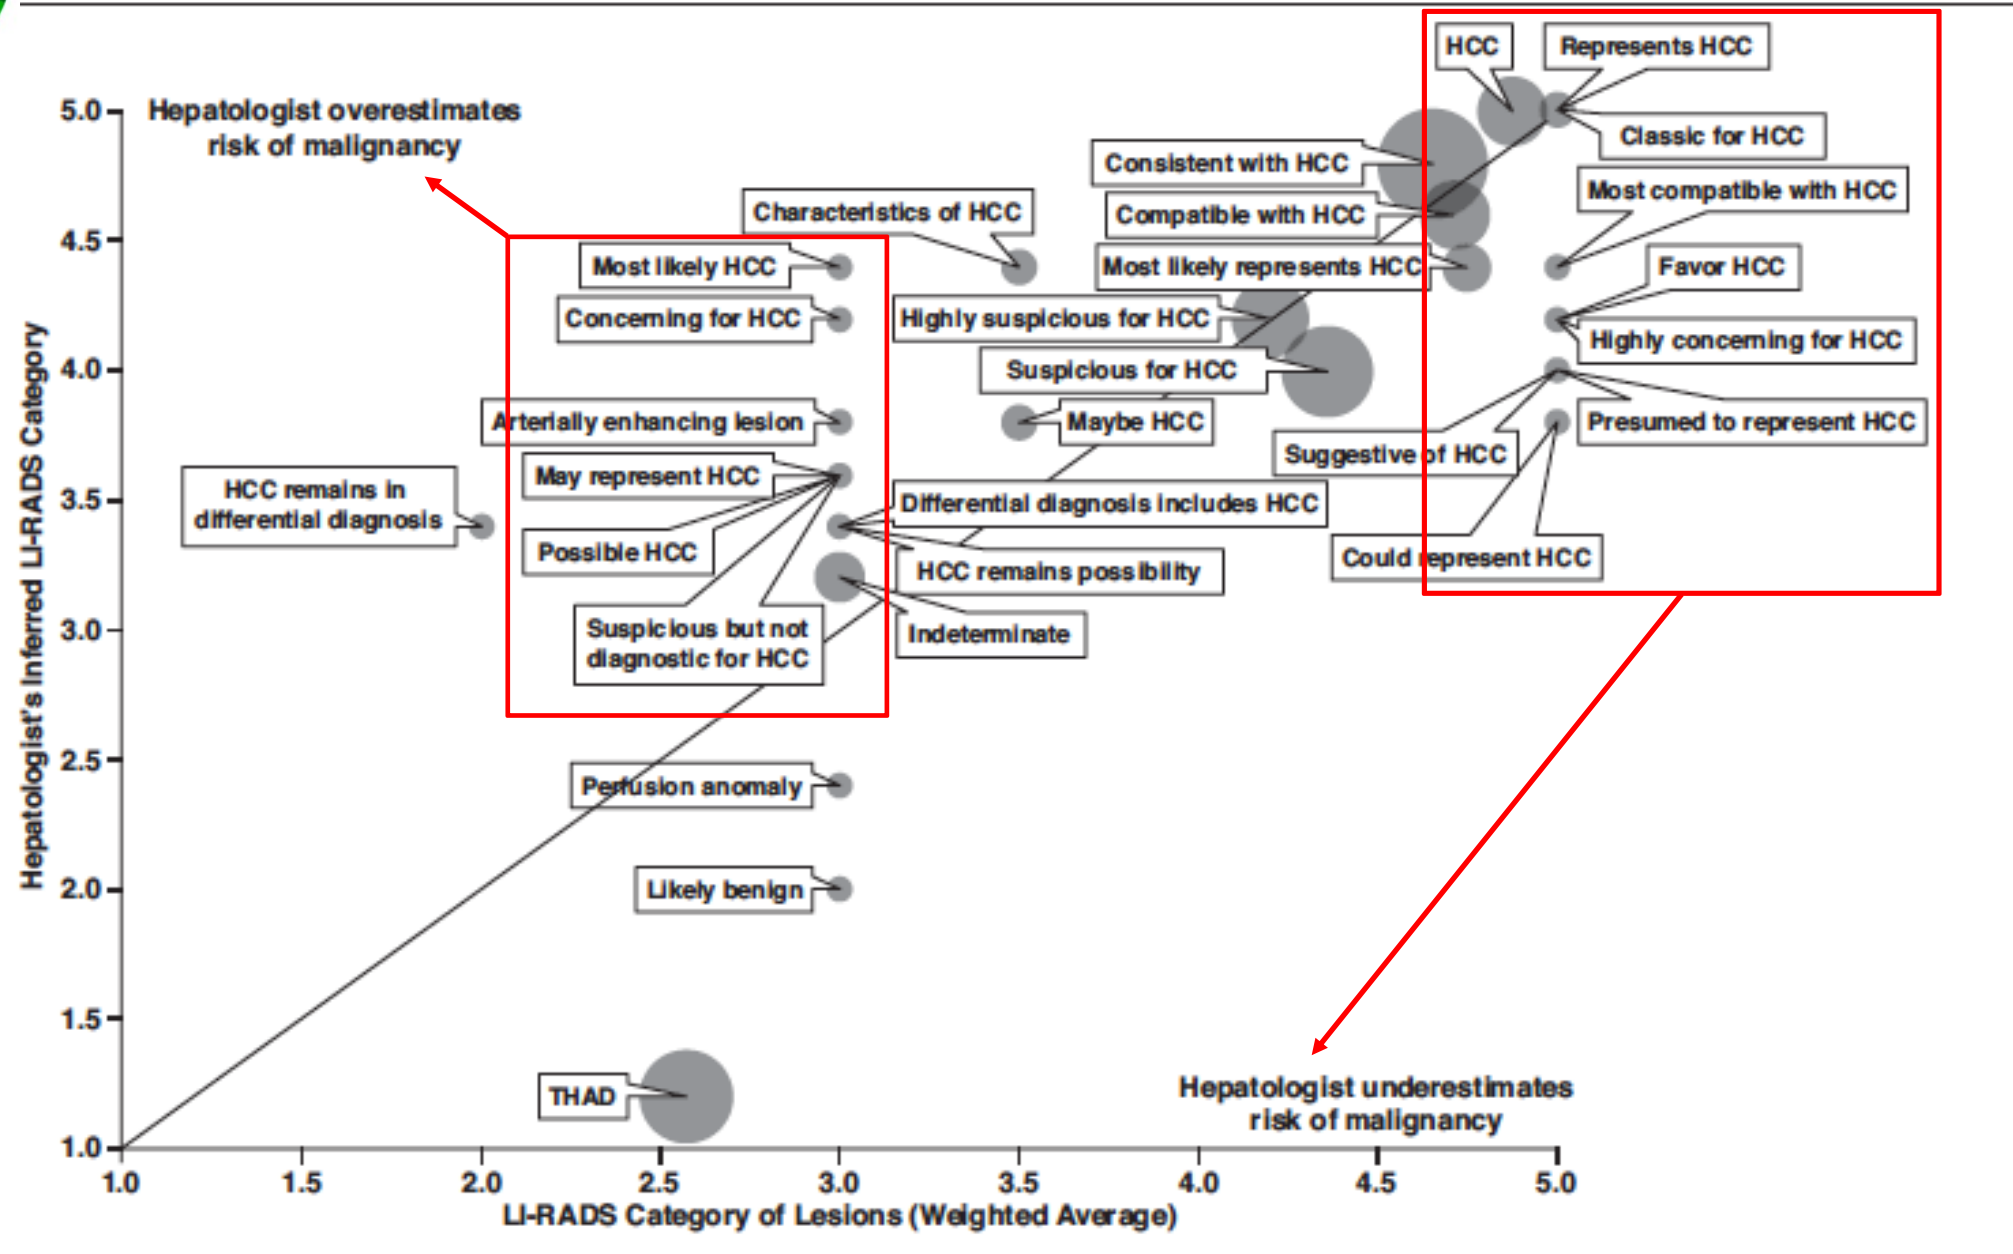 HCC
Represents HCC
5.0
Hepatologist overestimates
risk of malignancy
Classic for HCC
Consistent with HCC
Most compatible with HCC
Characteristics of HCC
Compatible with HCC
4.5
Most likely HCC
Most likely represents HCC
Favor HCC
Concerning for HCC
Highly suspicious for HCC
Highly concerning for HCC
4.0
Suspicious for HCC
Arterially enhancing lesion
Maybe HCC
Presumed to represent HCC
Suggestive of HCC
May represent HCC
HCC remains in
differential diagnosis
3.5
Differential diagnosis includes HCC
Possible HCC
Could represent HCC
HCC remains possibility
3.0
Suspicious but not
diagnostic for HCC
Indeterminate
2.5
Perfusion anomaly
2.0
Likely benign
1.5
THAD
Hepatologist underestimates
risk of malignancy
1.0
Hepatologist's Inferred LI-RADS Category
1.0 1.5 2.0 2.5 3.0 3.5 4.0 4.5 5.0
LI-RADS Category of Lesions (Weighted Average)